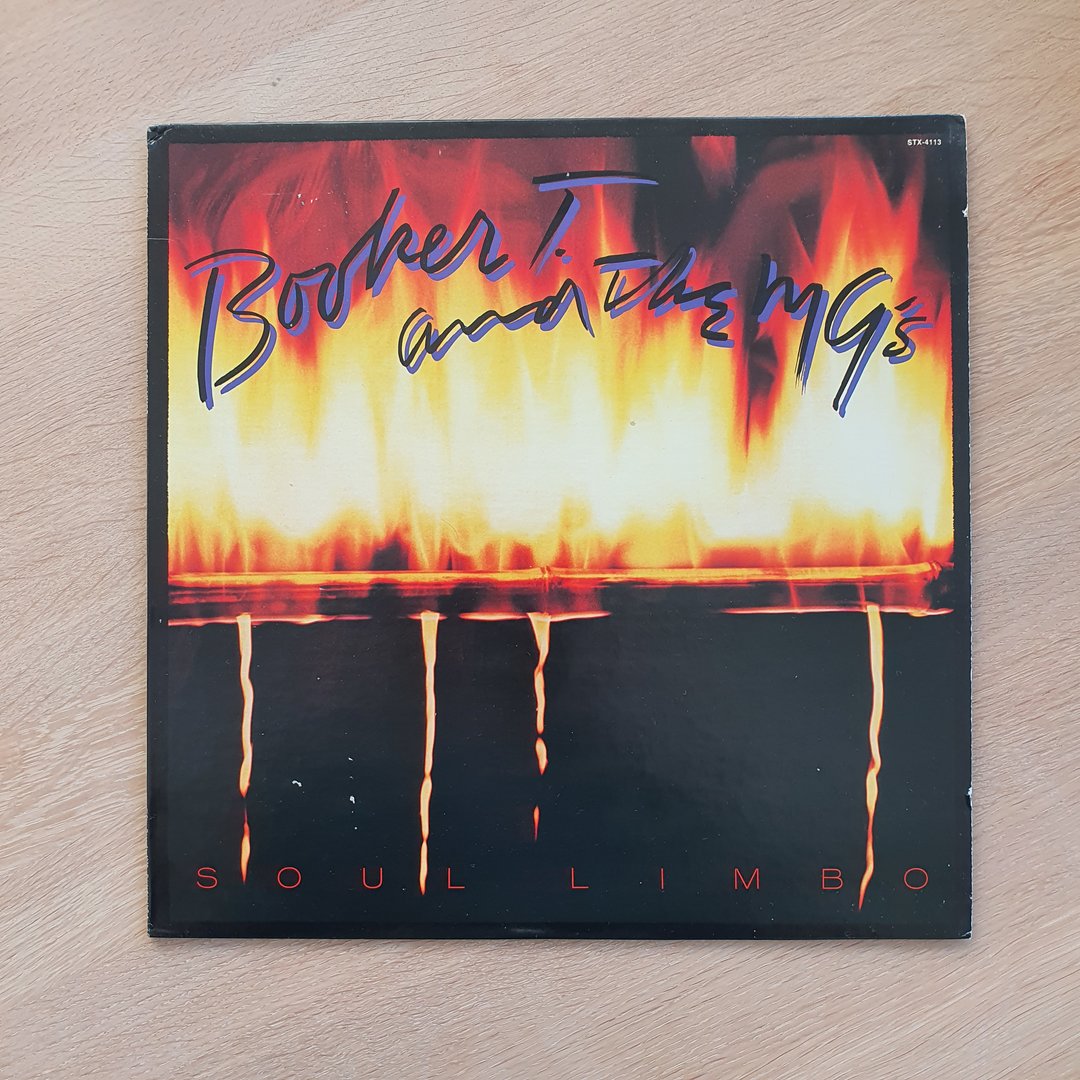 STX-4113
Booker T.
and The MG's
SOUL LIMBO